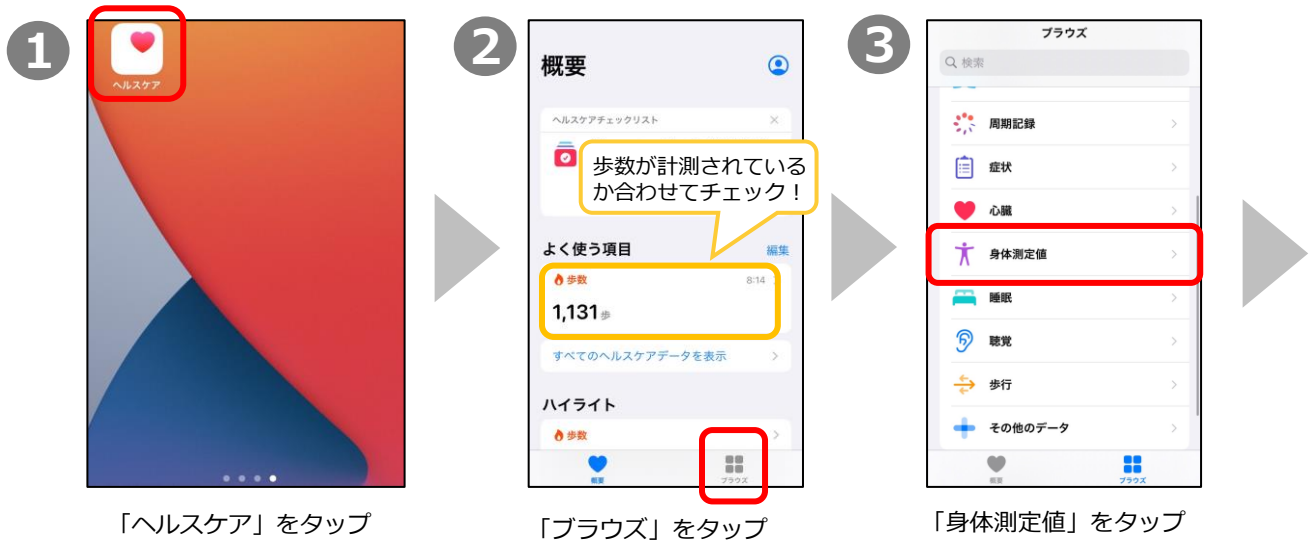 1
ヘルスケア
「ヘルスケア」をタップ
2
概要
ヘルスケアチェックリスト
歩数が計測されている
か合わせてチェック！
よく使う項目
編集
歩数
8:14
1,131歩
すべてのヘルスケアデータを表示
ハイライト
歩数
概要
ブラウズ
「ブラウズ」をタップ
3
ブラウズ
検索
周期記録
症状
心臓
身体測定値
睡眠
聴覚
歩行
その他のデータ
概要
ブラウズ
「身体測定値」をタップ